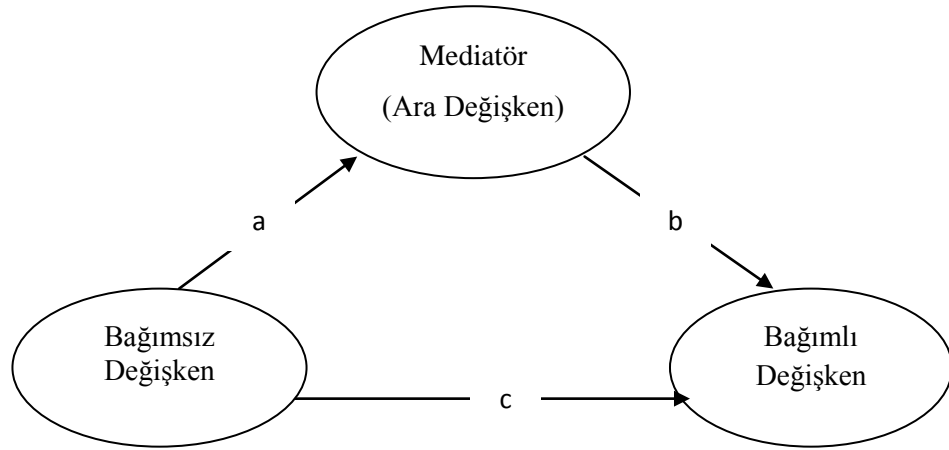 Mediatör
(Ara Değişken)
a
b
Bağımsız
Değişken
Bağımlı
Değişken
c